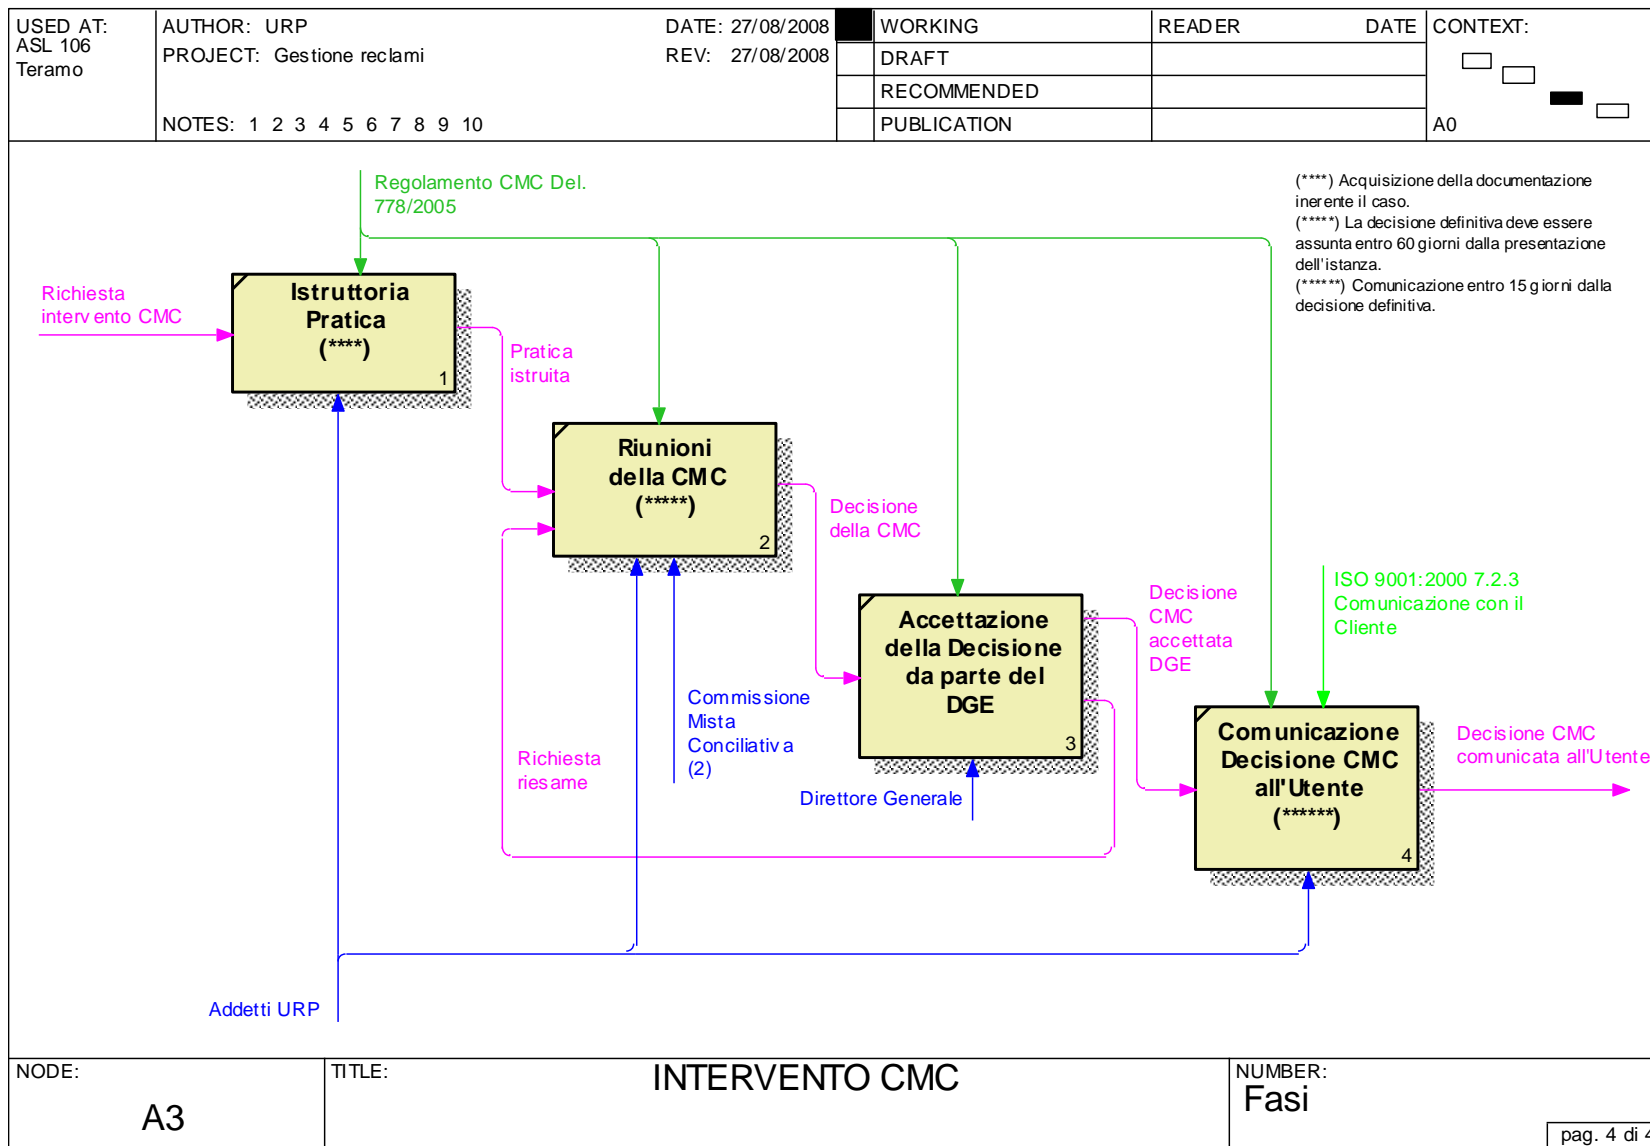 USED AT:
ASL 106
Teramo
AUTHOR: URP
DATE: 27/08/2008
PROJECT: Gestione reclami
REV: 27/08/2008
NOTES: 1 2 3 4 5 6 7 8 9 10
WORKING
DRAFT
RECOMMENDED
PUBLICATION
READER DATE
CONTEXT:
A0
Regolamento CMC Del.
778/2005
(****) Acquisizione della documentazione
inerente il caso.
(*****) La decisione definitiva deve essere
assunta entro 60 giorni dalla presentazione
dell'istanza.
(******) Comunicazione entro 15 giorni dalla
decisione definitiva.
Richiesta
intervento CMC
Istruttoria
Pratica
(****)
1
Pratica
istruita
Riunioni
della CMC
(*****)
2
Decisione
della CMC
Accettazione
della Decisione
da parte del
DGE
3
Decisione
CMC
accettata
DGE
ISO 9001:2000 7.2.3
Comunicazione con il
Cliente
Commissione
Mista
Conciliativa
(2)
Richiesta
riesame
Direttore Generale
Comunicazione
Decisione CMC
all'Utente
(******)
4
Decisione CMC
comunicata all'Utente
Addetti URP
NODE:
A3
TITLE:
INTERVENTO CMC
NUMBER:
Fasi
pag. 4 di 4